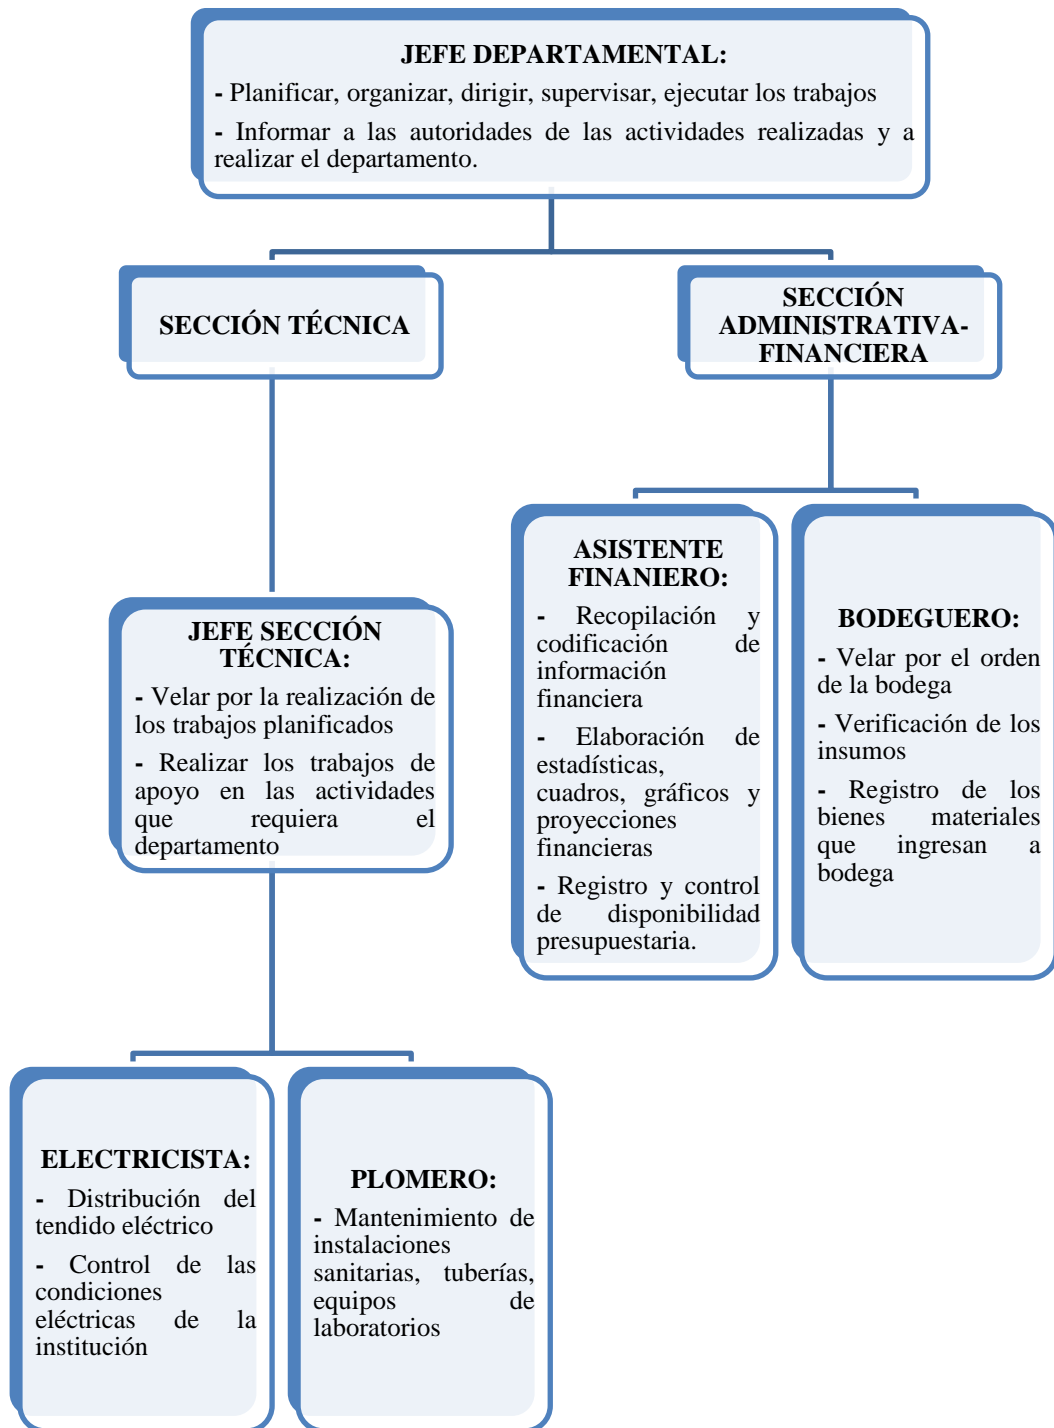 JEFE DEPARTAMENTAL:
- Planificar, organizar, dirigir, supervisar, ejecutar los trabajos
- Informar a las autoridades de las actividades realizadas y a
realizar el departamento.
SECCIÓN TÉCNICA
SECCIÓN
ADMINISTRATIVA-
FINANCIERA
JEFE SECCIÓN
TÉCNICA:
- Velar por la realización de
los trabajos planificados
- Realizar los trabajos de
apoyo en las actividades
que requiera el
departamento
ASISTENTE
FINANIERO:
- Recopilación y
codificación de
información
financiera
- Elaboración de
estadísticas,
cuadros, gráficos y
proyecciones
financieras
- Registro y control
de disponibilidad
presupuestaria.
BODEGUERO:
- Velar por el orden
de la bodega
- Verificación de los
insumos
- Registro de los
bienes materiales
que ingresan a
bodega
ELECTRICISTA:
- Distribución del
tendido eléctrico
- Control de las
condiciones
eléctricas de la
institución
PLOMERO:
- Mantenimiento de
instalaciones
sanitarias, tuberías,
equipos de
laboratorios